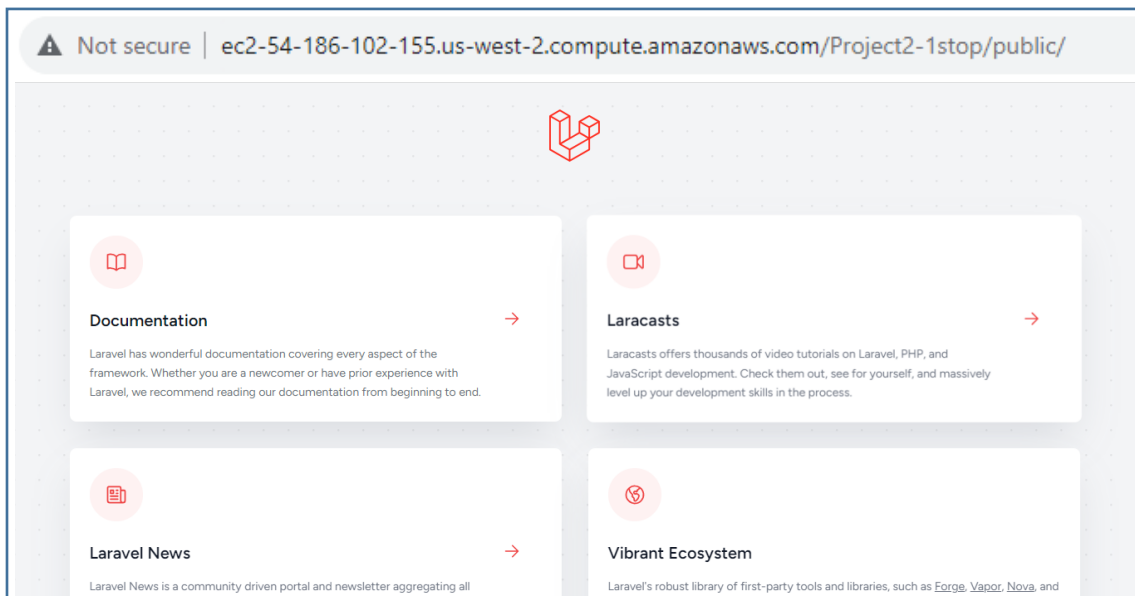 Not secure | ec2-54-186-102-155.us-west-2.compute.amazonaws.com/Project2-1stop/public/
Documentation
Laravel has wonderful documentation covering every aspect of the
framework. Whether you are a newcomer or have prior experience with
Laravel, we recommend reading our documentation from beginning to end.
Laracasts
Laracasts offers thousands of video tutorials on Laravel, PHP, and
JavaScript development. Check them out, see for yourself, and massively
level up your development skills in the process.
Laravel News
Laravel News is a community driven portal and newsletter aggregating all
Vibrant Ecosystem
Laravel's robust library of first-party tools and libraries, such as Forge, Vapor, Nova, and